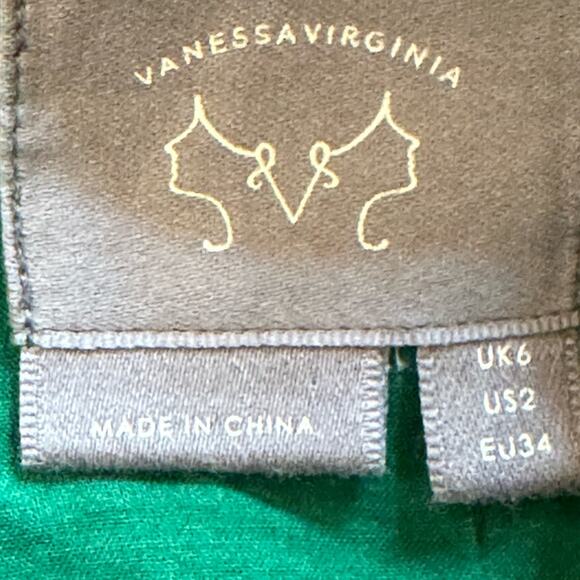 VANESSAVIRGINIA
MADE IN CHINA
UK6
US2
EU34